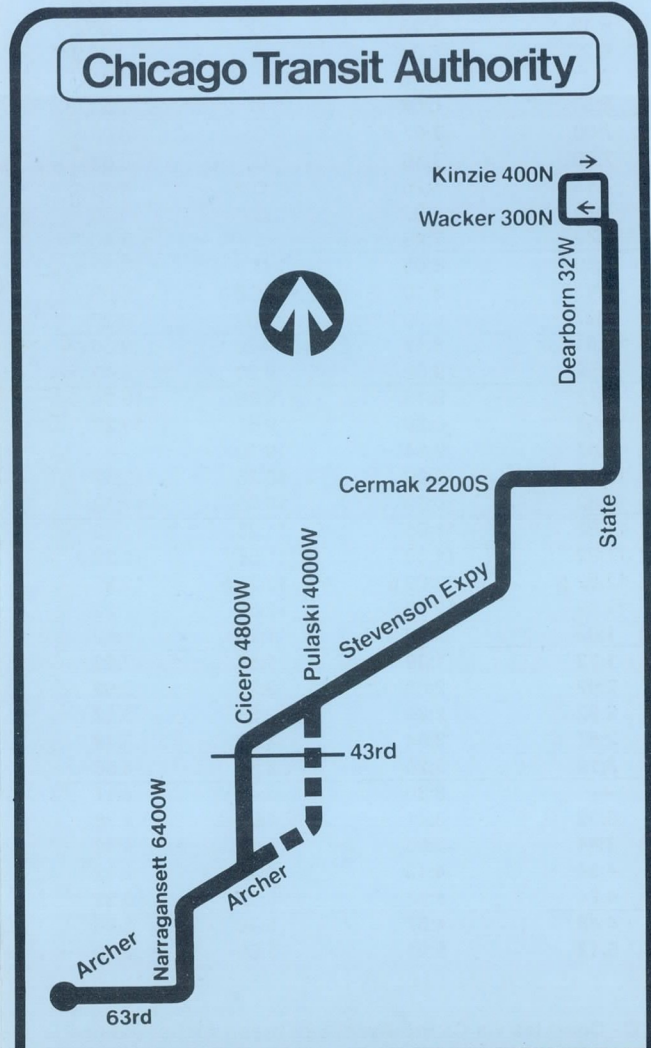 Chicago Transit Authority
Kinzie 400N
Wacker 300N
Dearborn 32W
Cermak 2200S
State
Stevenson Expy
Pulaski 4000W
Cicero 4800W
43rd
Narragansett 6400W
Archer
Archer
63rd